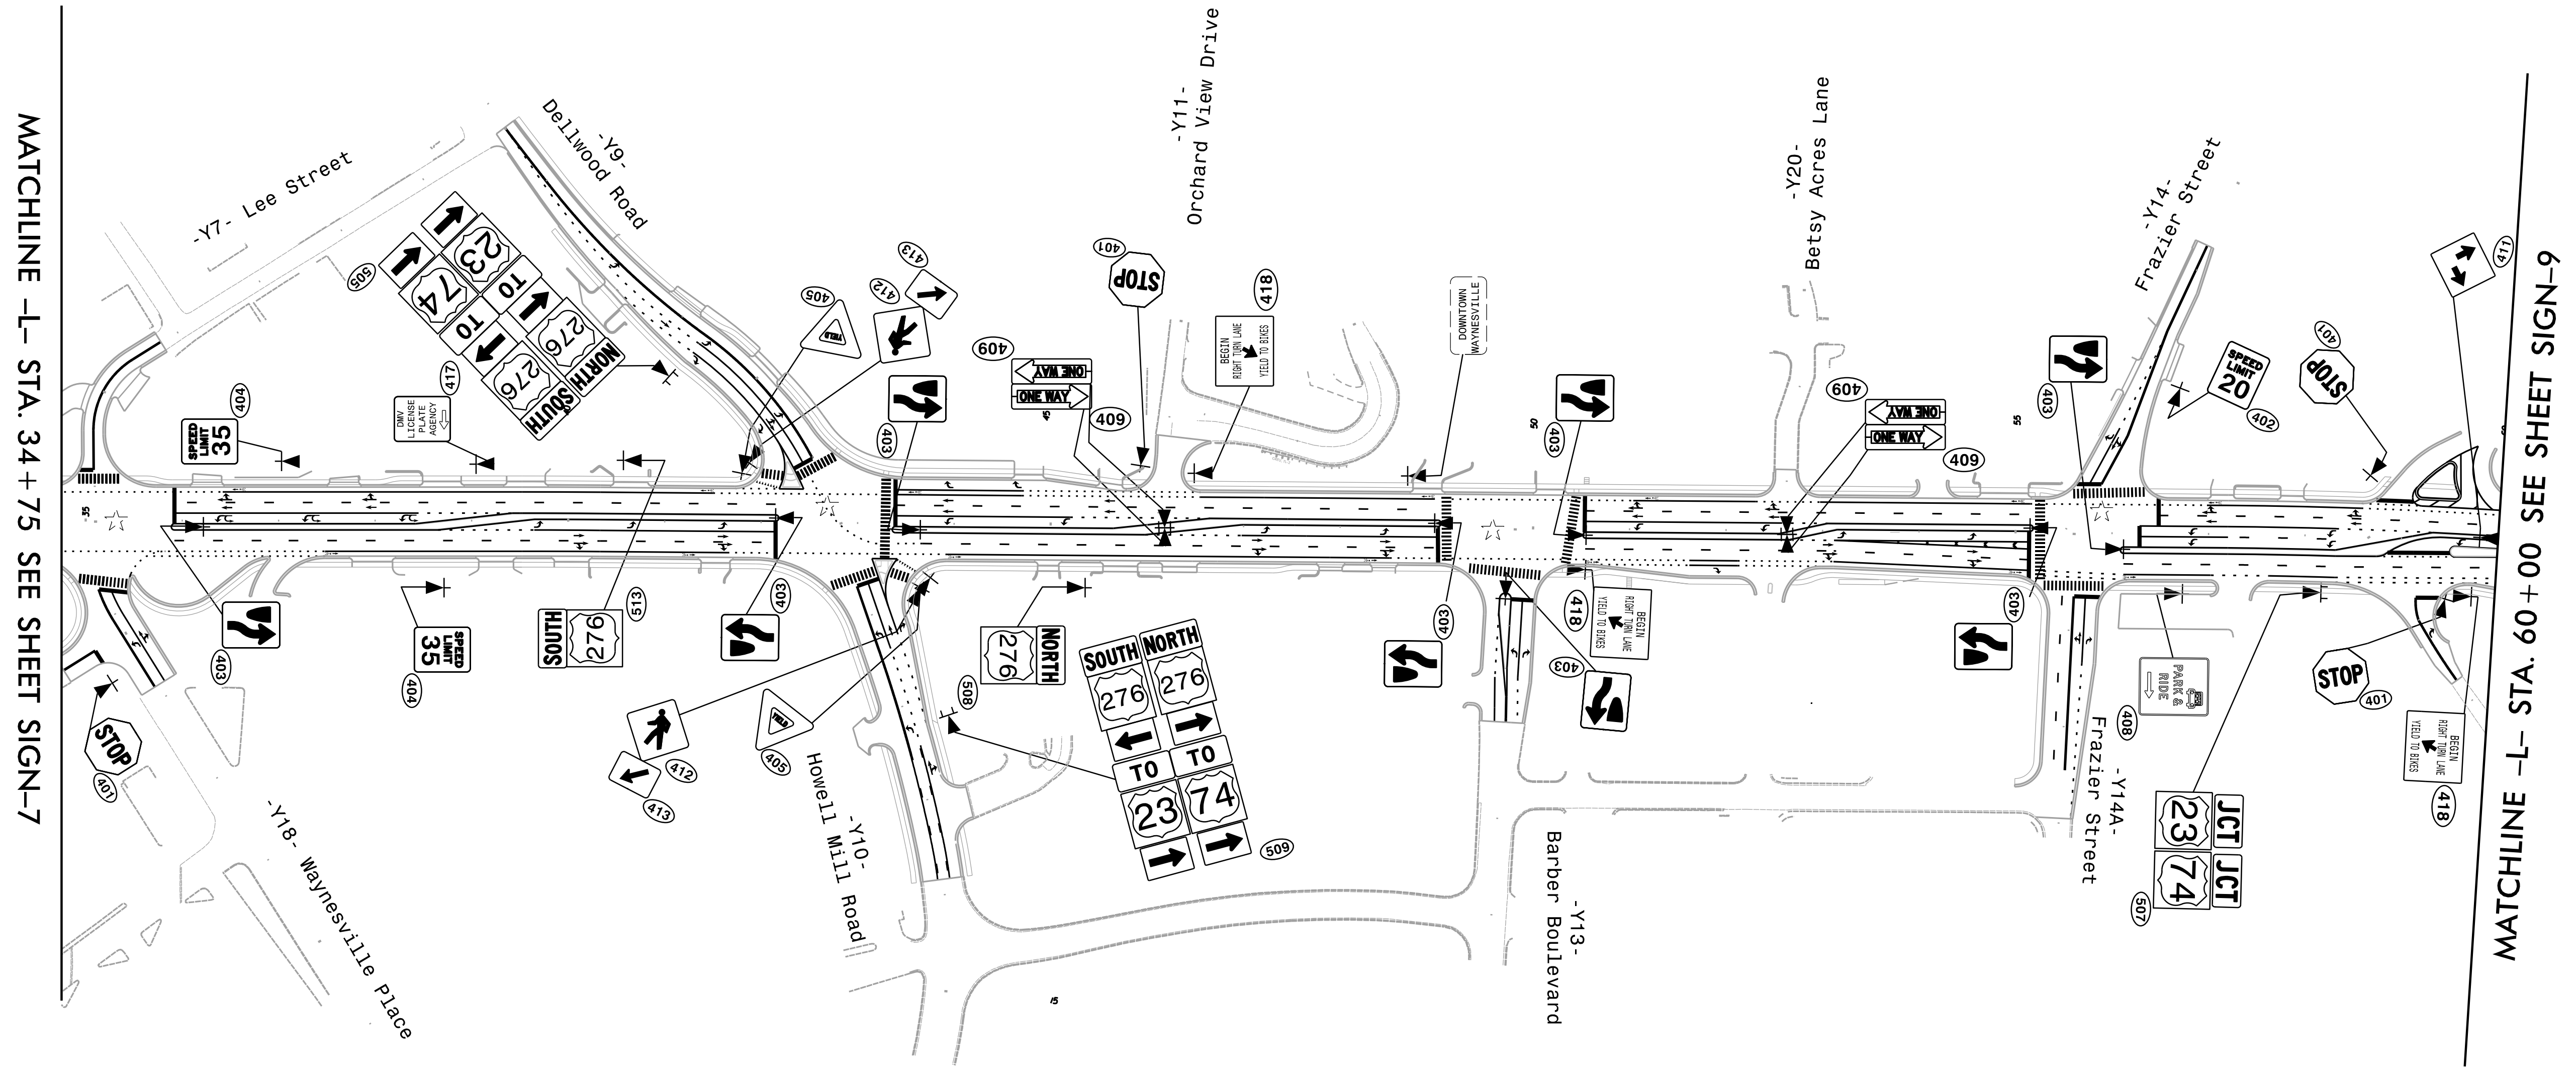 MATCHLINE -L- STA. 34+75 SEE SHEET SIGN-7
-Y7- Lee Street
-Y9-
Dellwood Road
23
74
TO
TO
276
276
NORTH
SOUTH
505
404
SPEED
LIMIT
35
417
DMV
LICENSE
PLATE
AGENCY
405
YIELD
412
413
403
409
ONE WAY
ONE WAY
409
45
401
STOP
-Y11-
Orchard View Drive
418
BEGIN
RIGHT TURN LANE
YIELD TO BIKES
DOWNTOWN
WAYNESVILLE
50
403
-Y20-
Betsy Acres Lane
409
ONE WAY
ONE WAY
409
55
403
-Y14-
Frazier Street
SPEED
LIMIT
20
402
401
STOP
411
35
403
404
SPEED
LIMIT
35
SOUTH
276
513
403
STOP
401
-Y18- Waynesville Place
412
413
YIELD
405
-Y10-
Howell Mill Road
508
NORTH
276
SOUTH
276
TO
23
NORTH
276
TO
74
509
15
403
418
BEGIN
RIGHT TURN LANE
YIELD TO BIKES
403
-Y13-
Barber Boulevard
403
-Y14A-
Frazier Street
408
PARK &
RIDE
JCT
23
JCT
74
507
STOP
401
BEGIN
RIGHT TURN LANE
YIELD TO BIKES
418
MATCHLINE -L- STA. 60+00 SEE SHEET SIGN-9